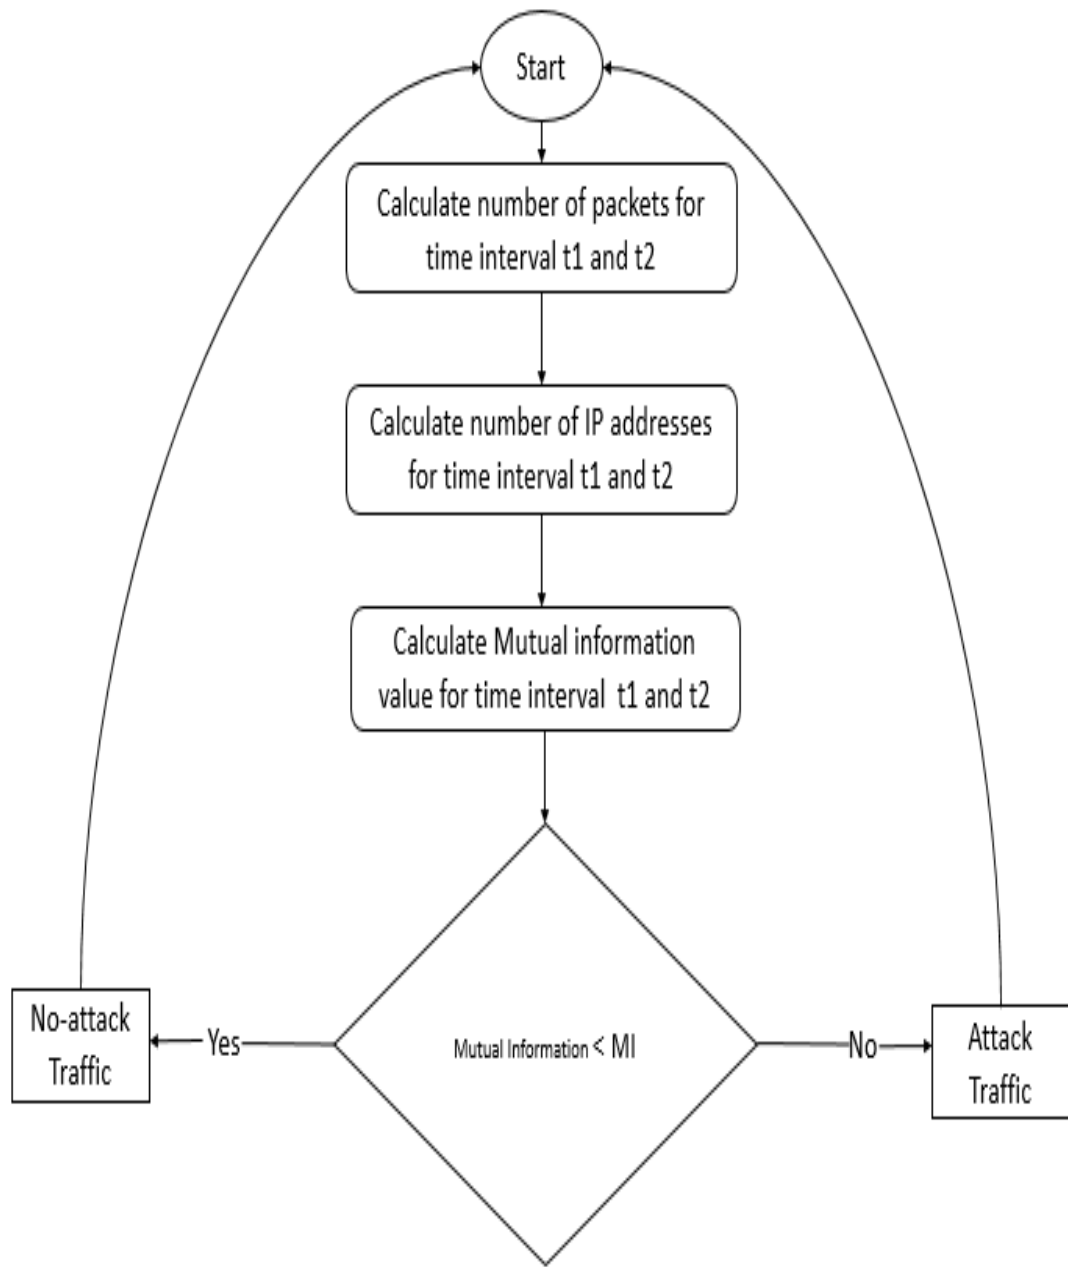 Start
Calculate number of packets for
time interval t1 and t2
Calculate number of IP addresses
for time interval t1 and t2
Calculate Mutual information
value for time interval t1 and t2
No-attack
Traffic
Yes
Mutual Information < MI
No
Attack
Traffic